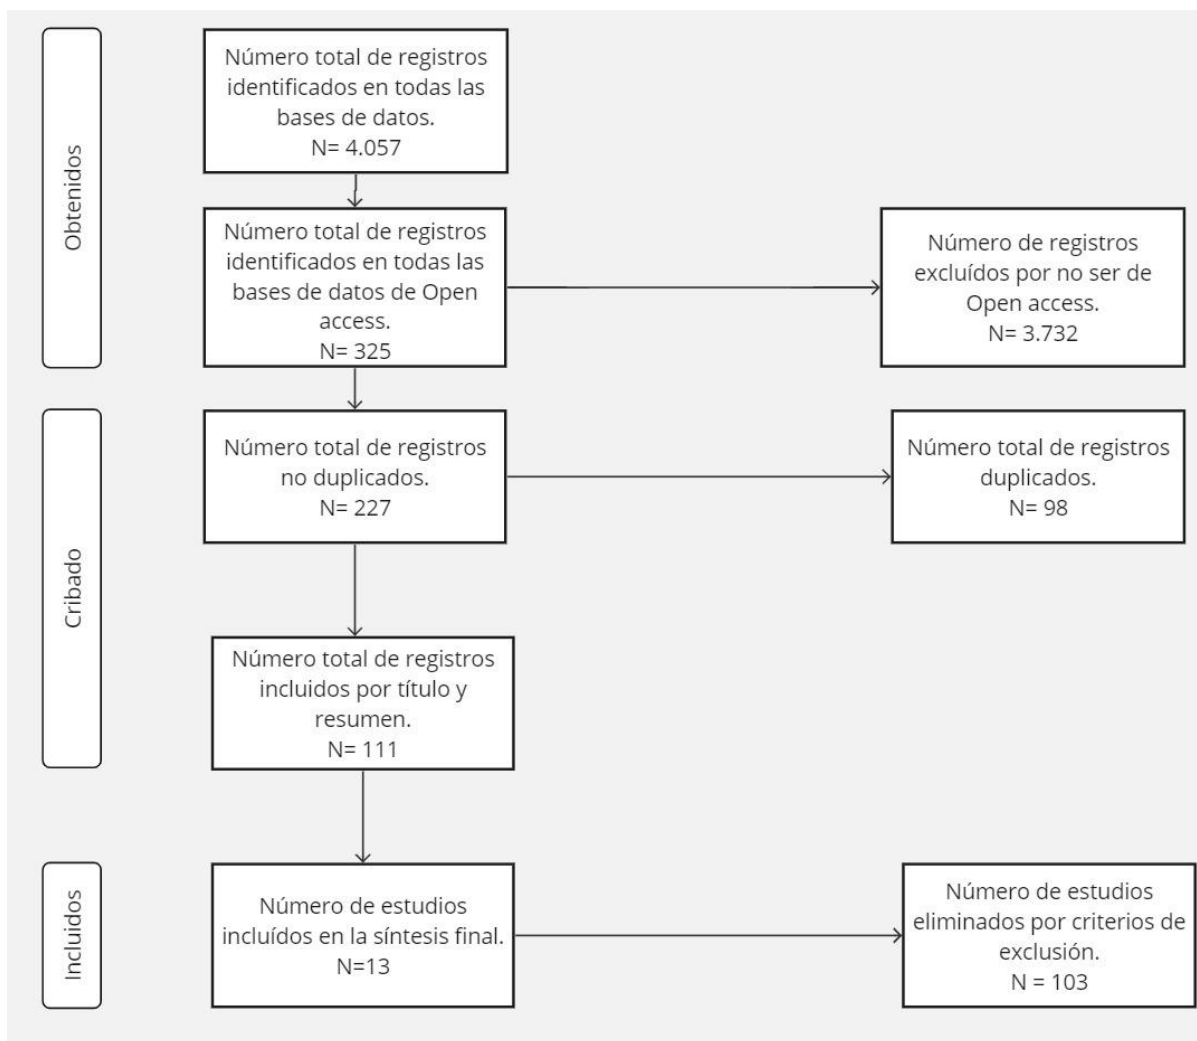 Obtenidos
Número total de registros
identificados en todas las
bases de datos.
N= 4.057
Número total de registros
identificados en todas las
bases de datos de Open
access.
N= 325
Número de registros
excluídos por no ser de
Open access.
N= 3.732
Cribado
Número total de registros
no duplicados.
N= 227
Número total de registros
duplicados.
N= 98
Número total de registros
incluidos por título y
resumen.
N= 111
Incluidos
Número de estudios
incluídos en la síntesis final.
N=13
Número de estudios
eliminados por criterios de
exclusión.
N = 103